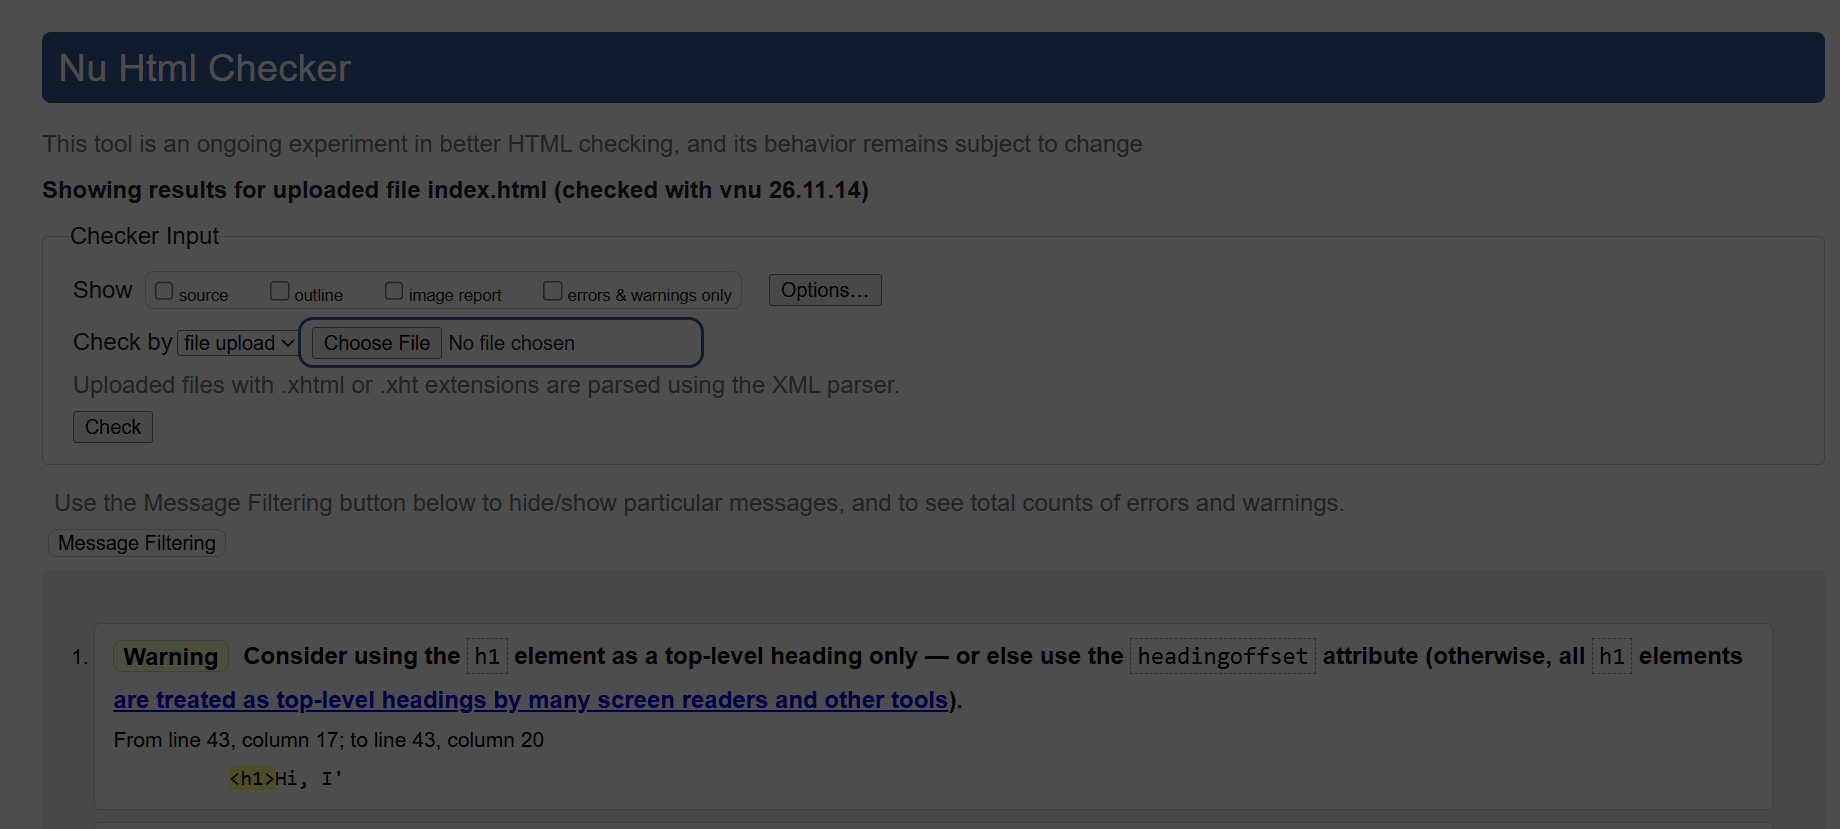 Nu Html Checker
This tool is an ongoing experiment in better HTML checking, and its behavior remains subject to change
Showing results for uploaded file index.html (checked with vnu 26.11.14)
Checker Input
Show source outline image report errors & warnings only Options...
Check by file upload Choose File No file chosen
Uploaded files with .xhtml or .xht extensions are parsed using the XML parser.
Check
Use the Message Filtering button below to hide/show particular messages, and to see total counts of errors and warnings.
Message Filtering
1. Warning Consider using the h1 element as a top-level heading only — or else use the headingoffset attribute (otherwise, all h1 elements
are treated as top-level headings by many screen readers and other tools).
From line 43, column 17; to line 43, column 20
<h1>Hi, I'